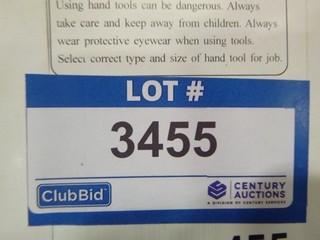 Using hand tools can be dangerous. Always
take care and keep away from children. Always
wear protective eyewear when using tools.
Select correct type and size of hand tool for job.
LOT #
3455
ClubBid
CENTURY
AUCTIONS
A DIVISION OF CENTURY SERVICES